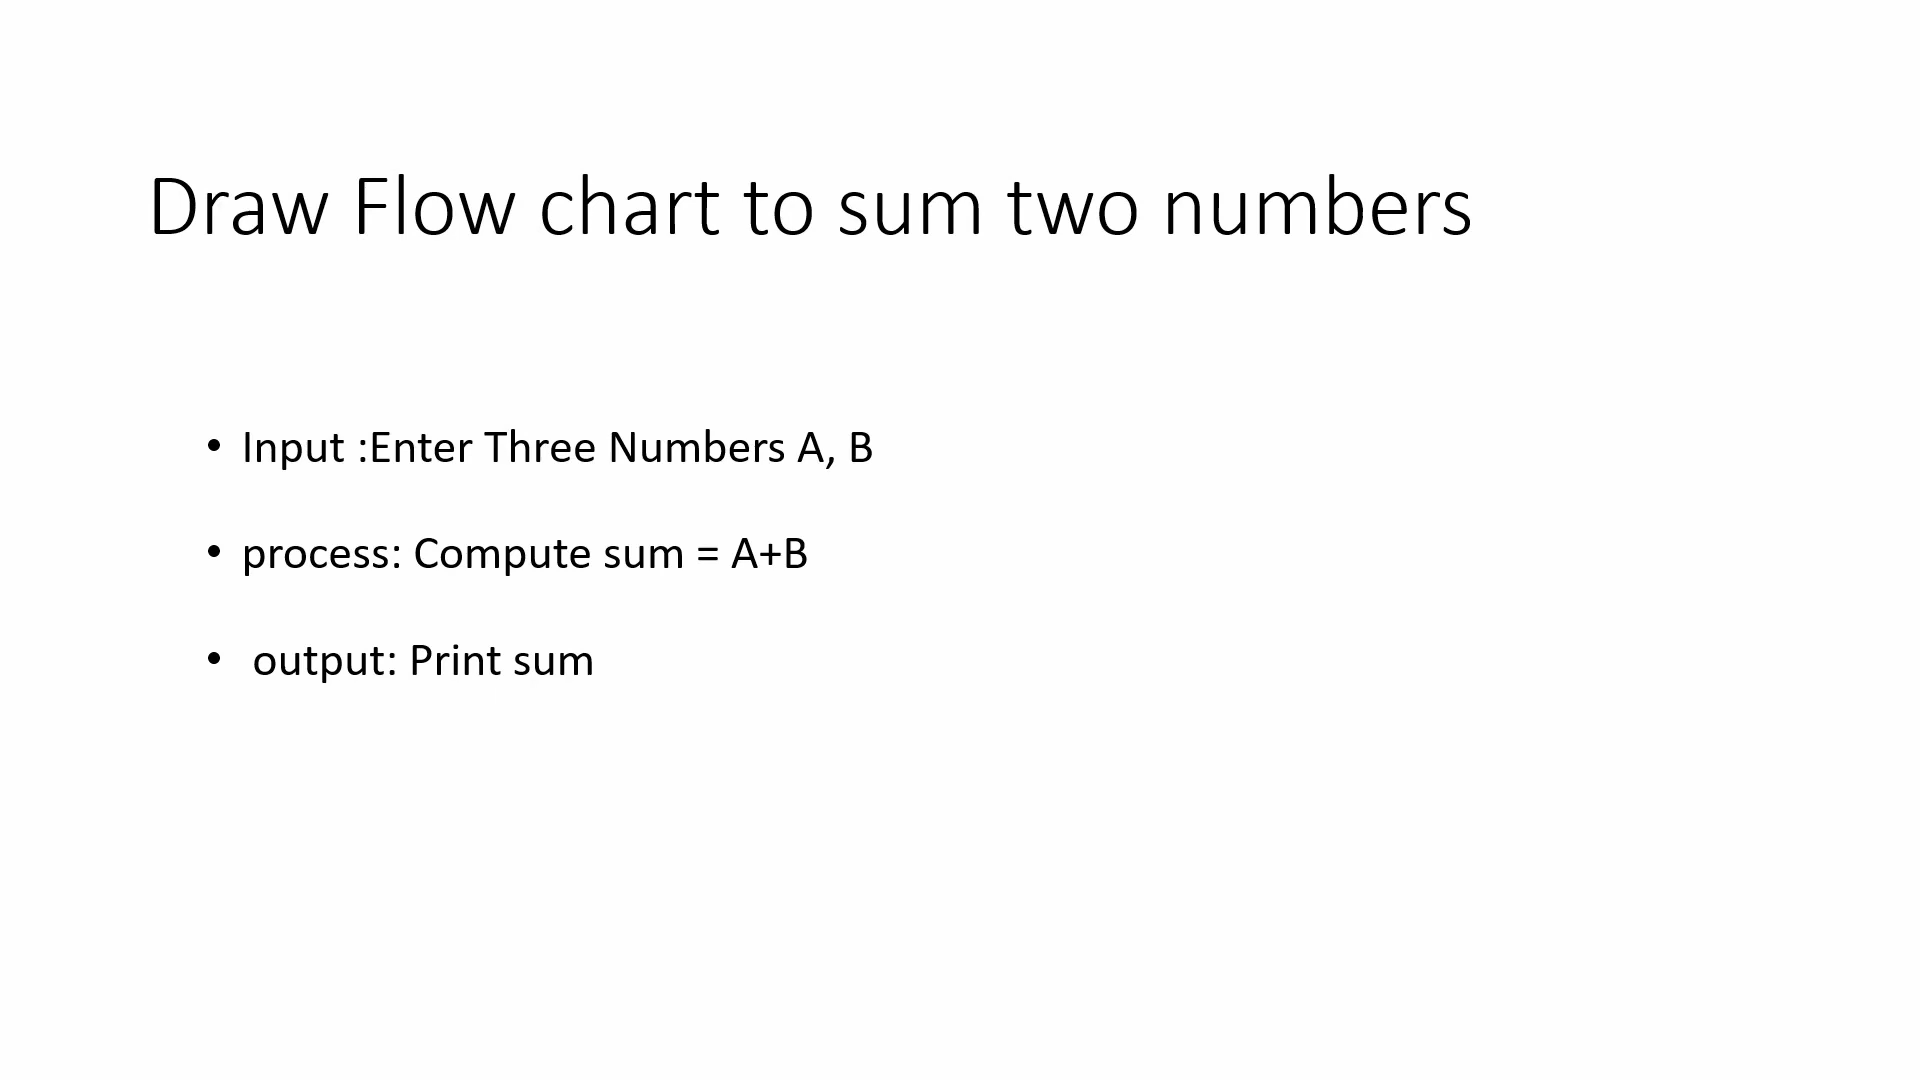 Draw Flow chart to sum two numbers
• Input :Enter Three Numbers A, B
• process: Compute sum = A+B
• output: Print sum